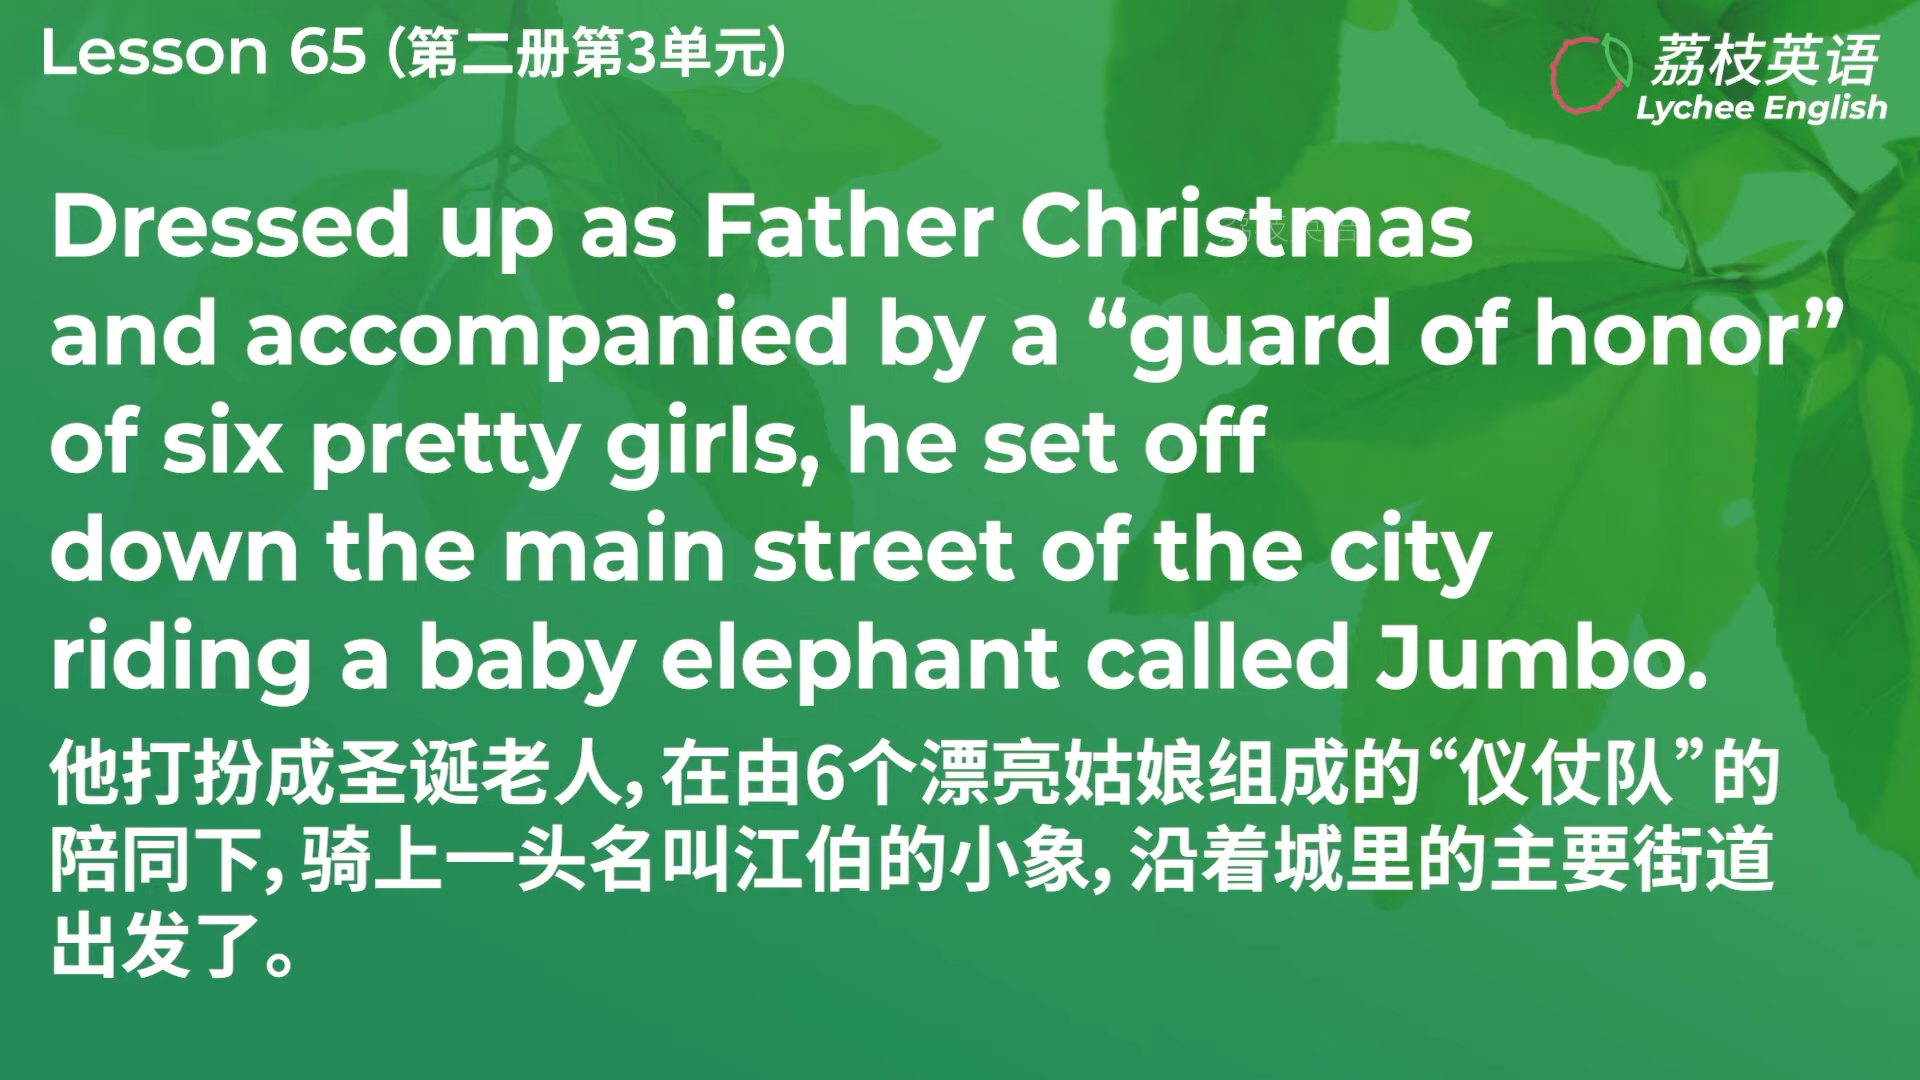 Lesson 65（第二册第3单元）
荔枝英语
Lychee English
Dressed up as Father Christmas
and accompanied by a “guard of honor”
of six pretty girls, he set off
down the main street of the city
riding a baby elephant called Jumbo.
他打扮成圣诞老人，在由6个漂亮姑娘组成的“仪仗队”的
陪同下，骑上一头名叫江伯的小象，沿着城里的主要街道
出发了。
荔枝英语